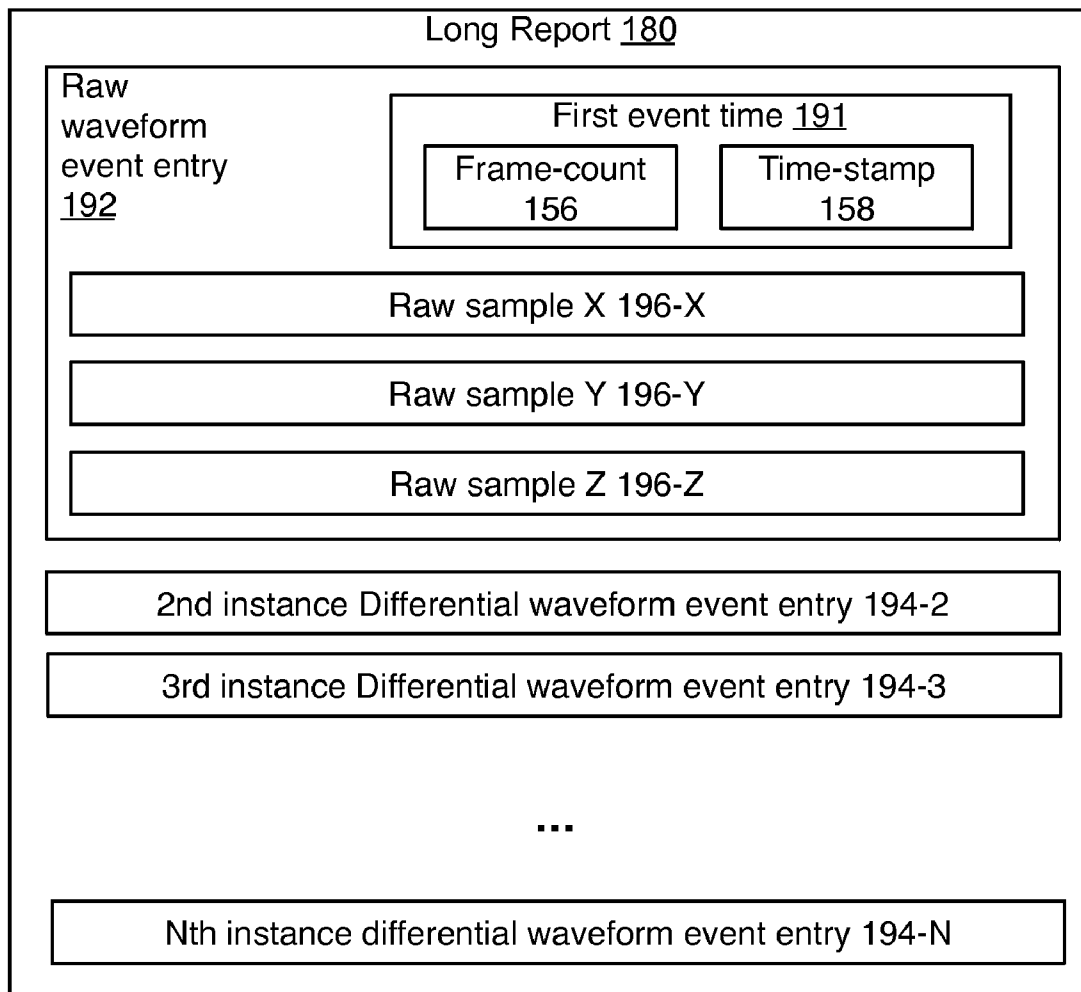 Long Report 180
Raw
waveform
event entry
192
First event time 191
Frame-count
156
Time-stamp
158
Raw sample X 196-X
Raw sample Y 196-Y
Raw sample Z 196-Z
2nd instance Differential waveform event entry 194-2
3rd instance Differential waveform event entry 194-3
...
Nth instance differential waveform event entry 194-N